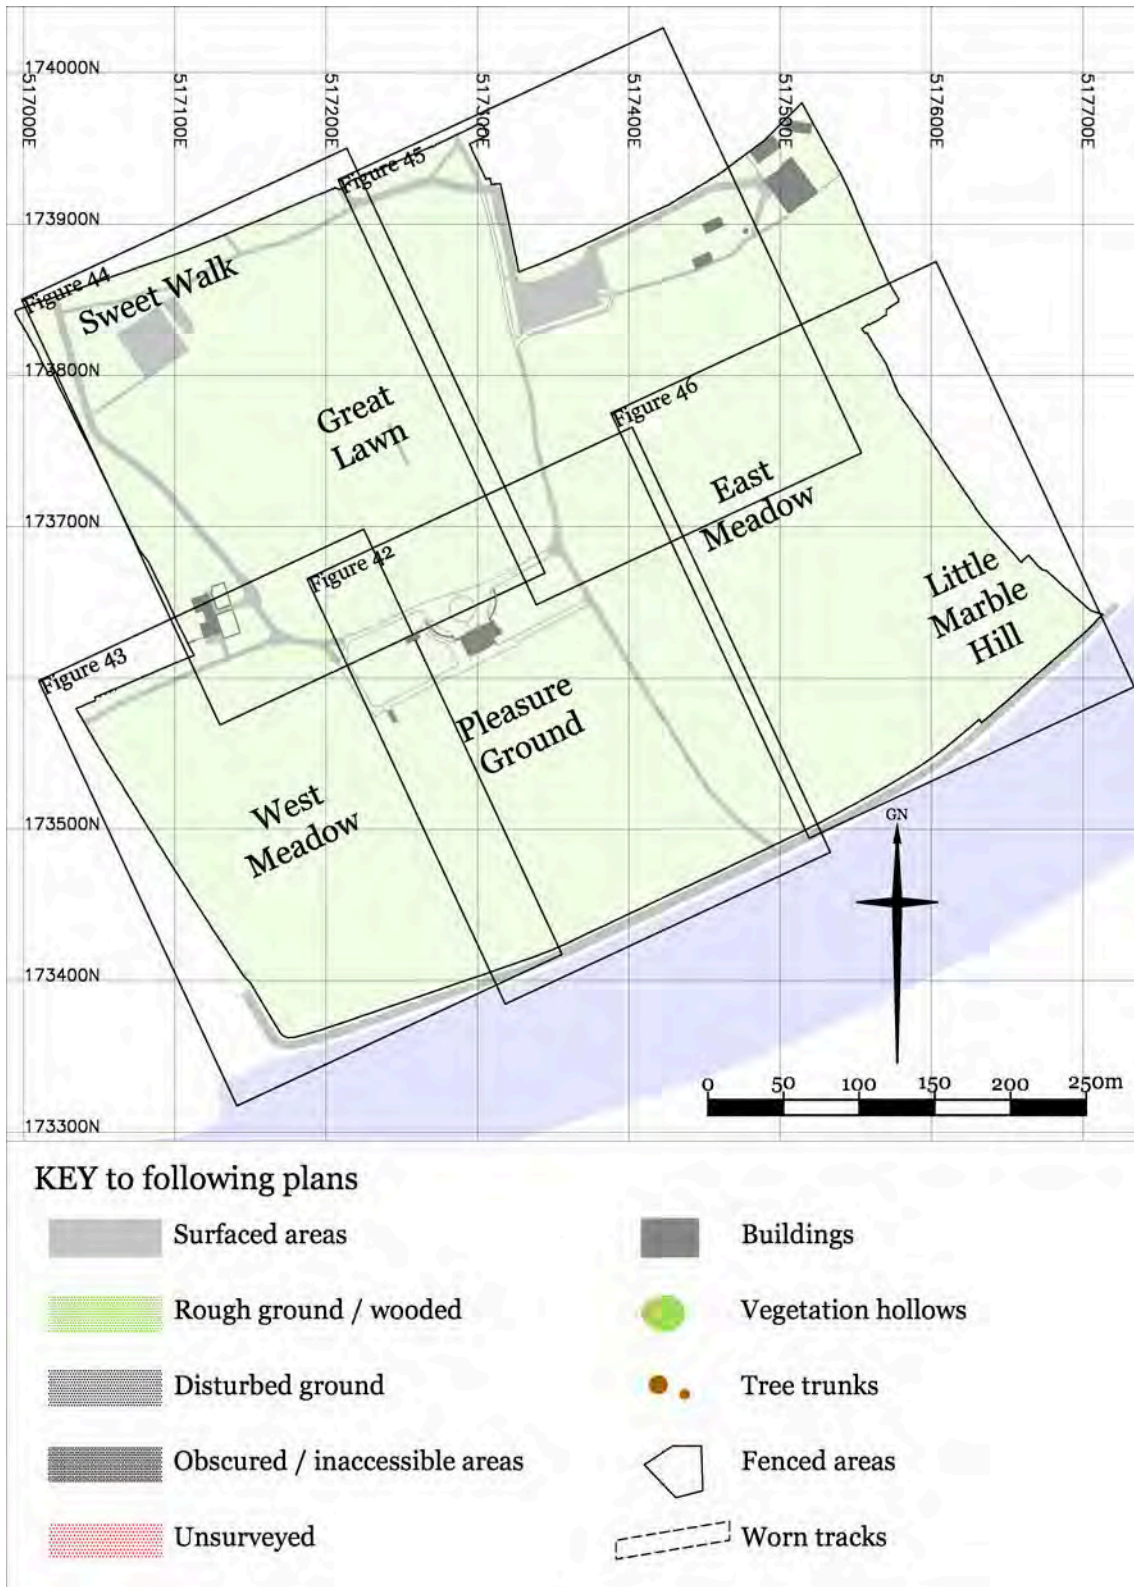 174000N
517000E
517100E
517200E
517300E
517400E
517500E
517600E
517700E
Figure 45
173900N
Figure 44
Sweet Walk
173800N
Great
Lawn
Figure 46
East
Meadow
173700N
Figure 42
Little
Marble
Hill
Figure 43
Pleasure
Ground
West
Meadow
173500N
GN
173400N
0 50 100 150 200 250m
173300N
KEY to following plans
Surfaced areas
Buildings
Rough ground / wooded
Vegetation hollows
Disturbed ground
Tree trunks
Obscured / inaccessible areas
Fenced areas
Unsurveyed
Worn tracks